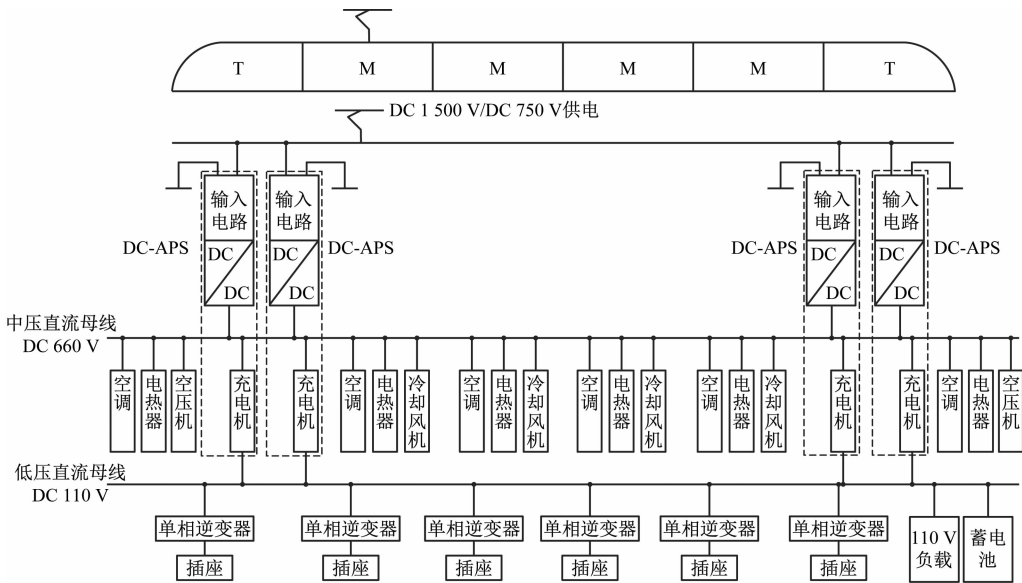 T M M M M T
DC 1 500 V/DC 750 V供电
输入电路 输入电路 输入电路 输入电路
DC-APS DC-APS DC-APS DC-APS
DC DC DC DC
DC DC DC DC
中压直流母线
DC 660 V
空调 电热器 空压机 充电机 充电机 空调 电热器 冷却风机 空调 电热器 冷却风机 空调 电热器 冷却风机 空调 电热器 冷却风机 充电机 充电机 空调 电热器 空压机
低压直流母线
DC 110 V
单相逆变器 单相逆变器 单相逆变器 单相逆变器 单相逆变器 单相逆变器 110 V负载 蓄电池
插座 插座 插座 插座 插座 插座